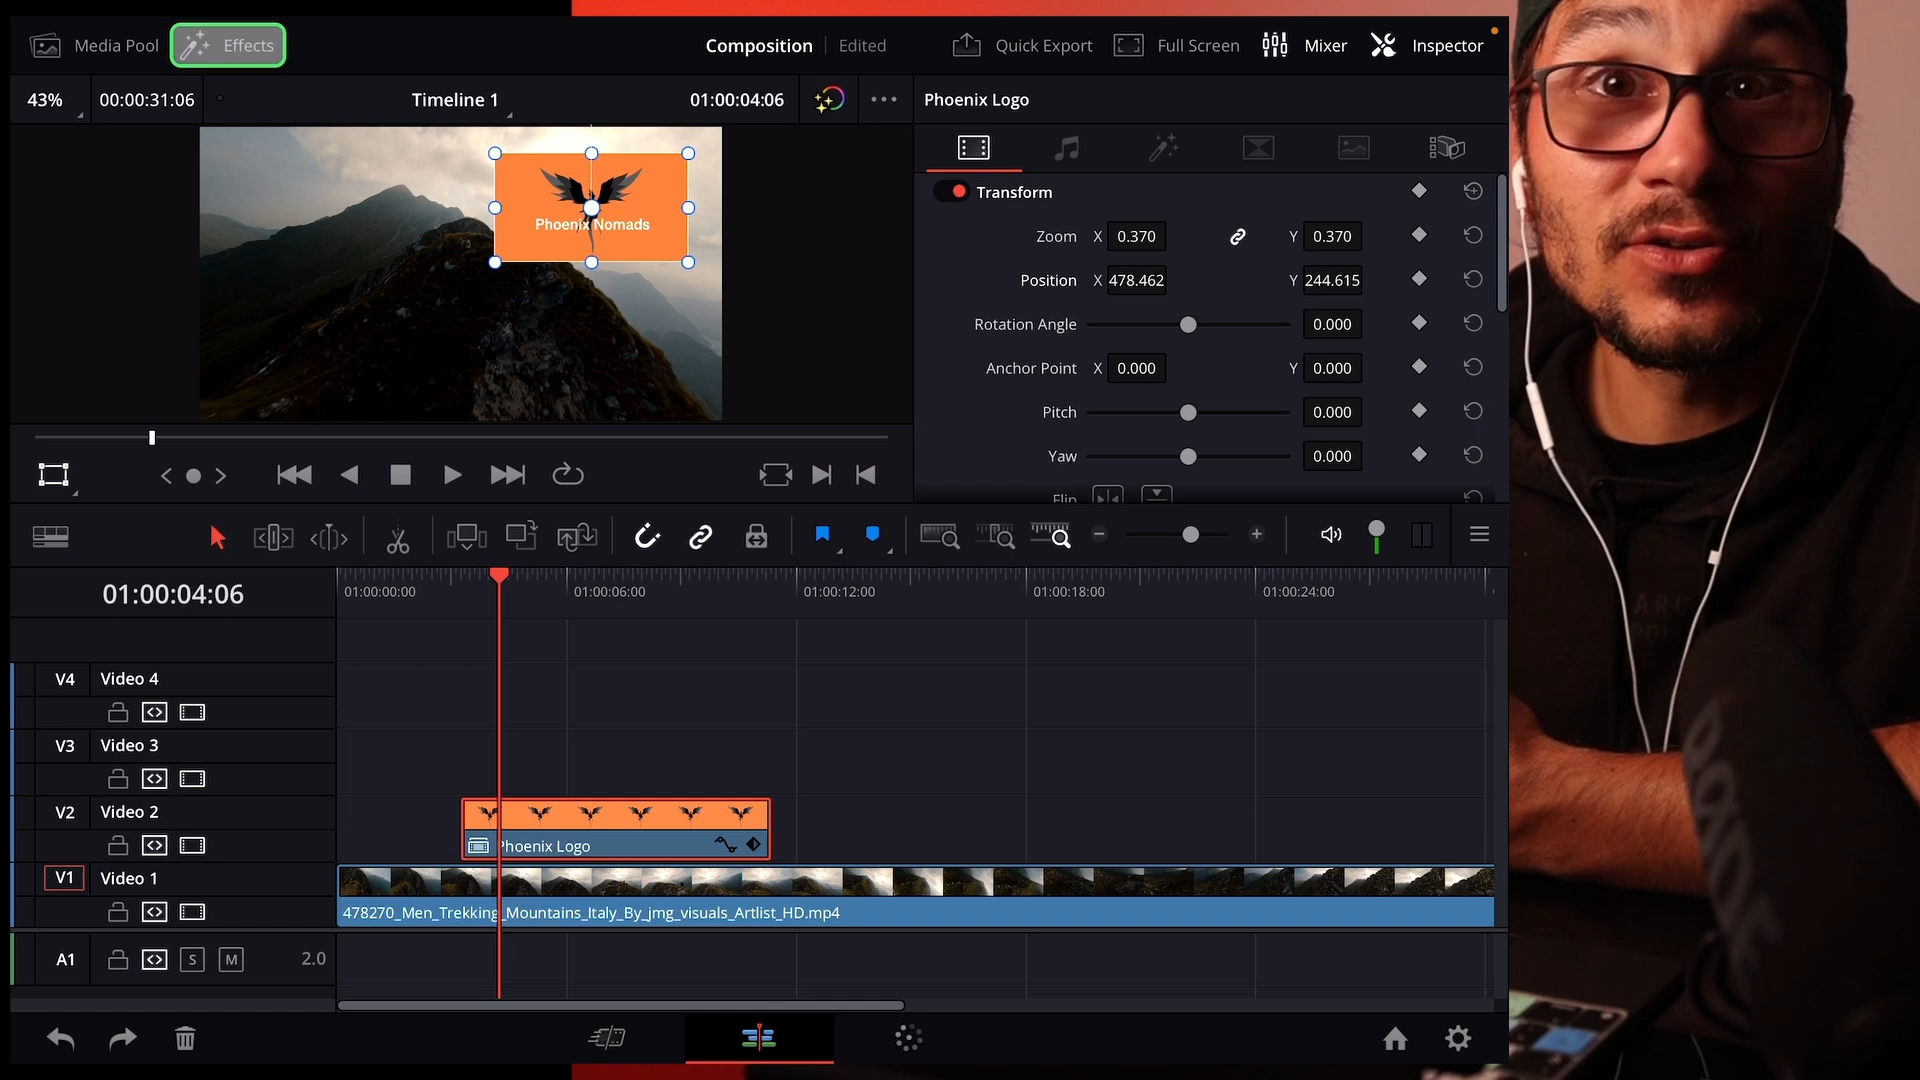 Media Pool
Effects
Composition
Edited
Quick Export
Full Screen
Mixer
Inspector
43%
00:00:31:06
Timeline 1
01:00:04:06
Phoenix Logo
Phoenix Nomads
Transform
Zoom X 0.370 Y 0.370
Position X 478.462 Y 244.615
Rotation Angle 0.000
Anchor Point X 0.000 Y 0.000
Pitch 0.000
Yaw 0.000
Flip
01:00:04:06
01:00:00:00
01:00:06:00
01:00:12:00
01:00:18:00
01:00:24:00
V4 Video 4
V3 Video 3
V2 Video 2
Phoenix Logo
V1 Video 1
478270_Men_Trekking_Mountains_Italy_By_jmg_visuals_Artlist_HD.mp4
A1 S M 2.0